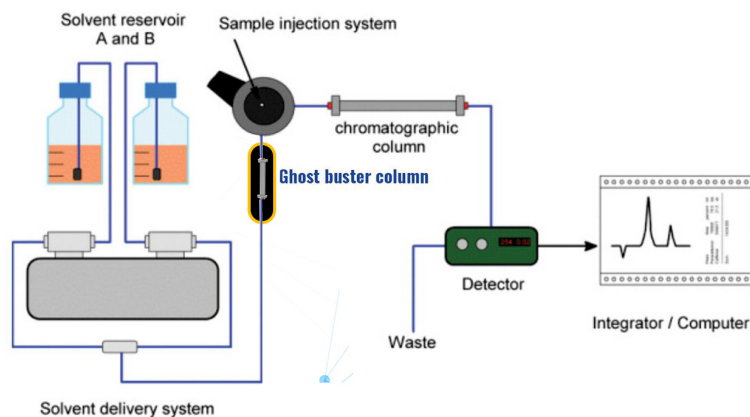 Solvent reservoir
A and B
Sample injection system
chromatographic
column
Ghost buster column
Detector
Integrator / Computer
Waste
Solvent delivery system